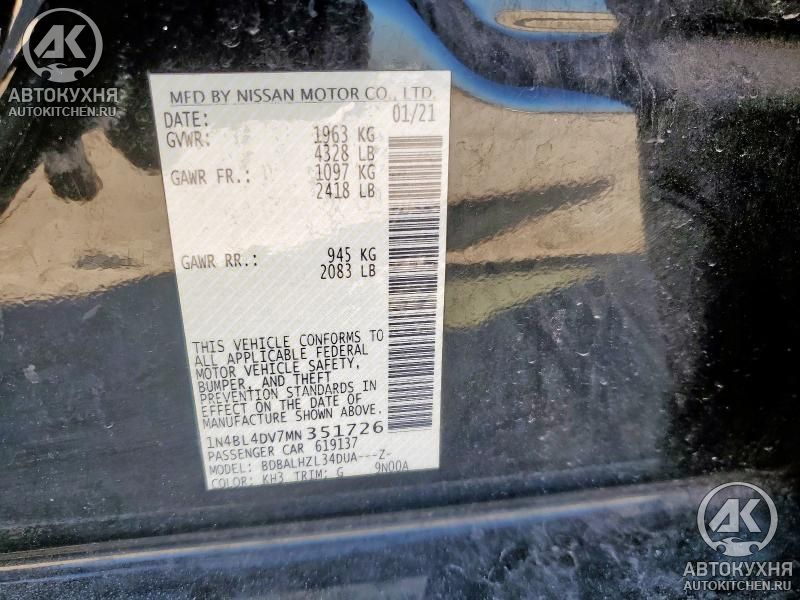 AK
АВТОКУХНЯ
AUTOKITCHEN.RU
MFD BY NISSAN MOTOR CO., LTD.
DATE: 01/21
GVWR: 1963 KG
4328 LB
GAWR FR.: 1097 KG
2418 LB
GAWR RR.: 945 KG
2083 LB
THIS VEHICLE CONFORMS TO
ALL APPLICABLE FEDERAL
MOTOR VEHICLE SAFETY,
BUMPER, AND THEFT
PREVENTION STANDARDS IN
EFFECT ON THE DATE OF
MANUFACTURE SHOWN ABOVE.
1N4BL4DV7MN351726
PASSENGER CAR 619137
MODEL: BDBALHZL34DUA---Z-
COLOR: KH3 TRIM: G 9N00A
AK
АВТОКУХНЯ
AUTOKITCHEN.RU